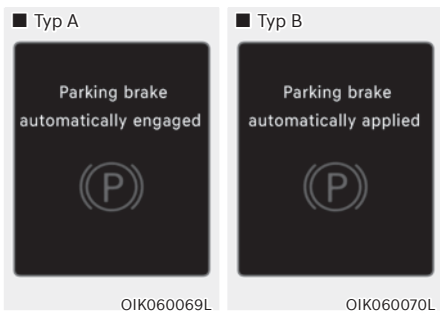 ■ Typ A
Parking brake
automatically engaged
P
OIK060069L
■ Typ B
Parking brake
automatically applied
P
OIK060070L